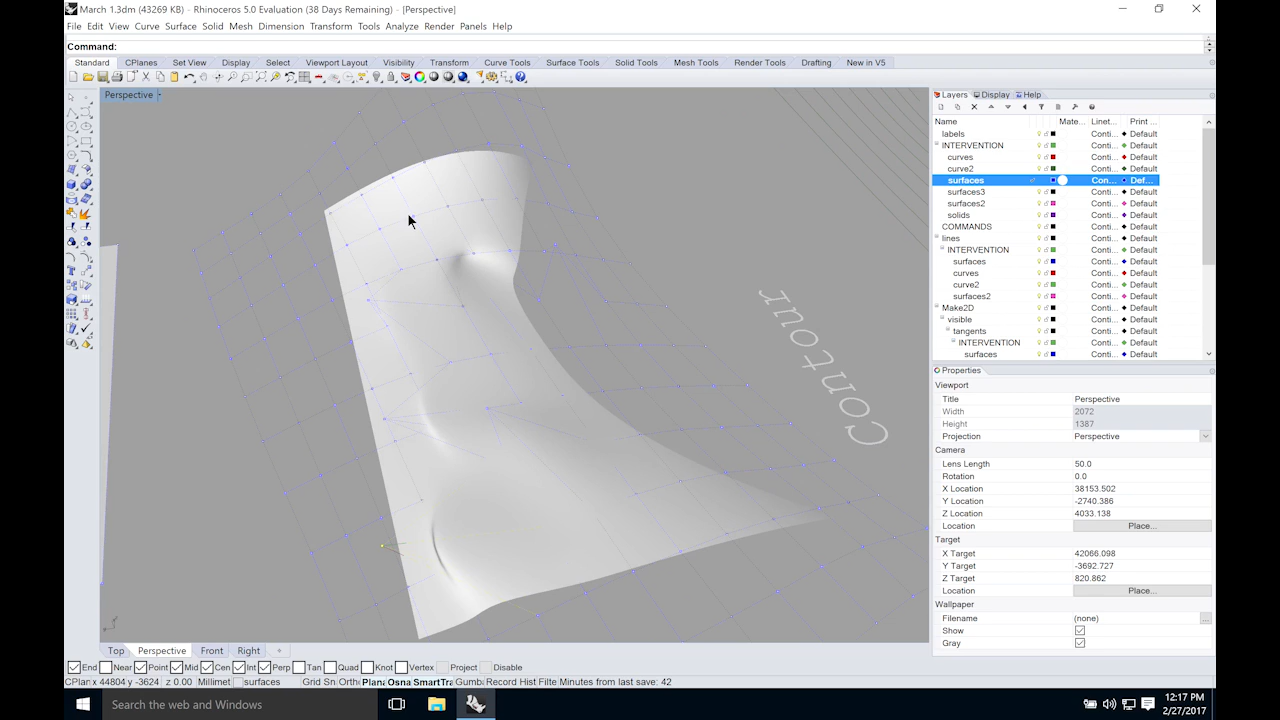 March 1.3dm (43269 KB) - Rhinoceros 5.0 Evaluation (38 Days Remaining) - [Perspective]
File Edit View Curve Surface Solid Mesh Dimension Transform Tools Analyze Render Panels Help
Command:
Standard CPlanes Set View Display Select Viewport Layout Visibility Transform Curve Tools Surface Tools Solid Tools Mesh Tools Render Tools Drafting New in V5
Perspective
Contour
Layers Display Help
Name Mate... Linet... Print ...
labels Conti... Default
INTERVENTION Conti... Default
curves Conti... Default
curve2 Conti... Default
surfaces Con... Def...
surfaces3 Conti... Default
surfaces2 Conti... Default
solids Conti... Default
COMMANDS Conti... Default
lines Conti... Default
INTERVENTION Conti... Default
surfaces Conti... Default
curves Conti... Default
curve2 Conti... Default
surfaces2 Conti... Default
Make2D Conti... Default
visible Conti... Default
tangents Conti... Default
INTERVENTION Conti... Default
surfaces Conti... Default
Properties
Viewport
Title Perspective
Width 2072
Height 1387
Projection Perspective
Camera
Lens Length 50.0
Rotation 0.0
X Location 38153.502
Y Location -2740.386
Z Location 4033.138
Location Place...
Target
X Target 42066.098
Y Target -3692.727
Z Target 820.862
Location Place...
Wallpaper
Filename (none) ...
Show
Gray
Top Perspective Front Right
End Near Point Mid Cen Int Perp Tan Quad Knot Vertex Project Disable
CPlan x 44804 y -3624 z 0.00 Millimet surfaces Grid Sn Ortho Plana Osna SmartTra Gumba Record Hist Filte Minutes from last save: 42
Search the web and Windows
12:17 PM
2/27/2017